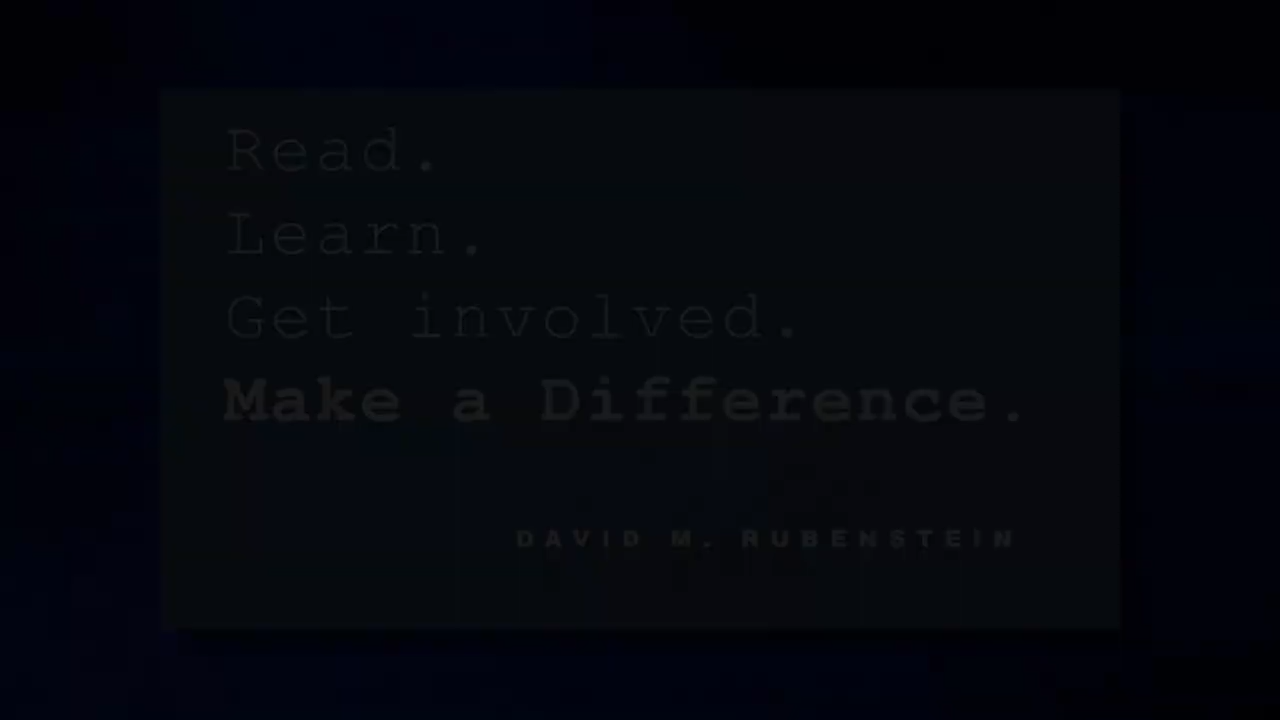 Read.
Learn.
Get involved.
Make a Difference.
DAVID M. RUBENSTEIN